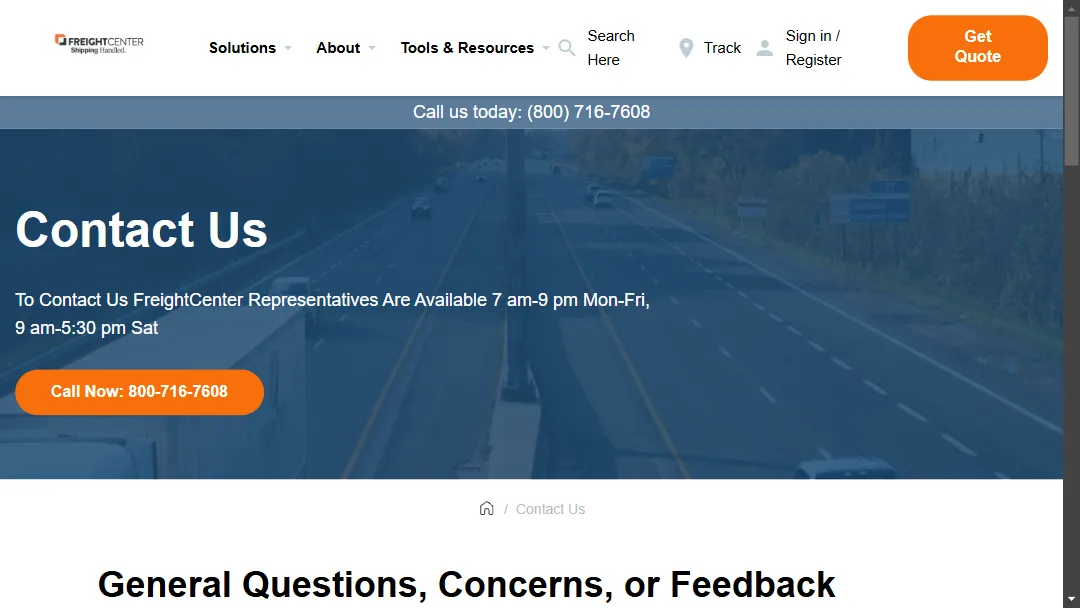 FREIGHTCENTER
Shipping Handled.
Solutions
About
Tools & Resources
Search
Here
Track
Sign in /
Register
Get
Quote
Call us today: (800) 716-7608
Contact Us
To Contact Us FreightCenter Representatives Are Available 7 am-9 pm Mon-Fri,
9 am-5:30 pm Sat
Call Now: 800-716-7608
/ Contact Us
General Questions, Concerns, or Feedback